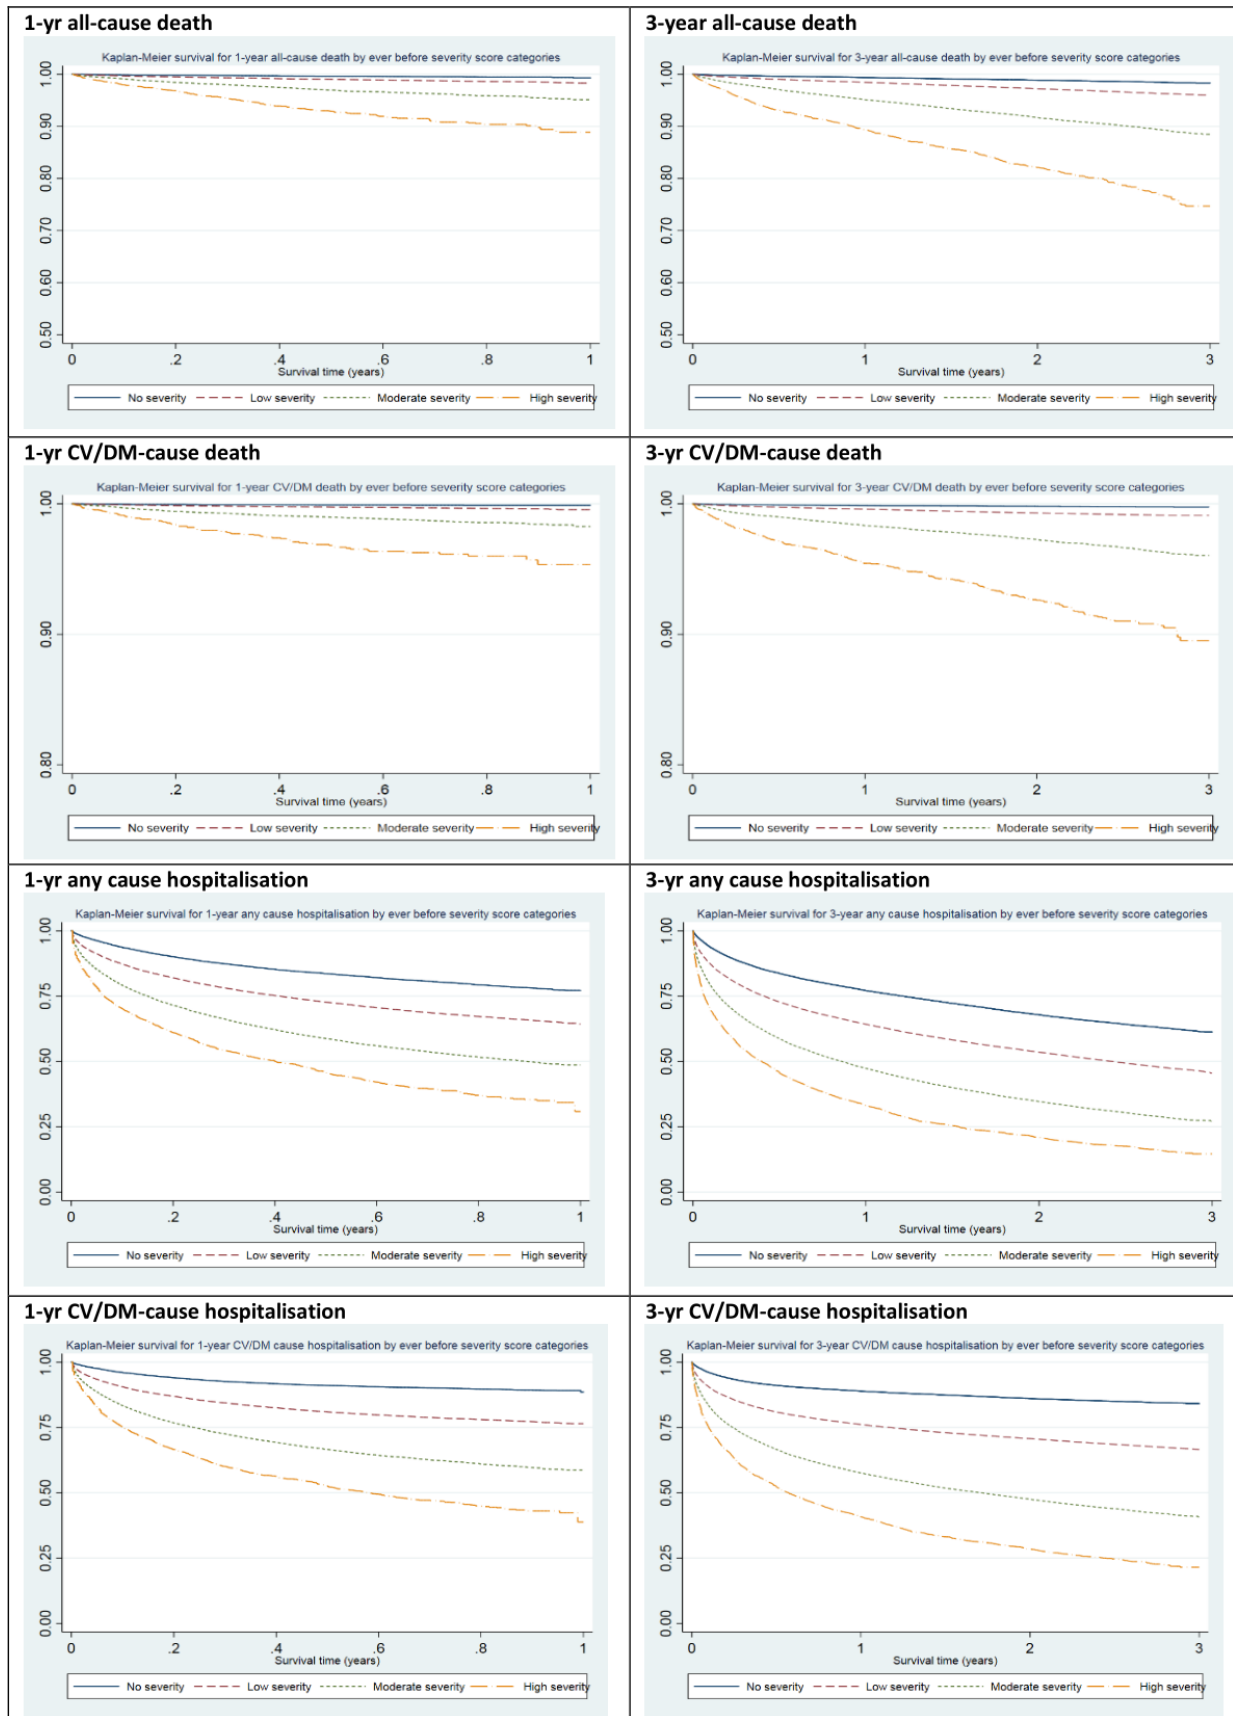 1-yr all-cause death
Kaplan-Meier survival for 1-year all-cause death by ever before severity score categories
1.00
0.90
0.80
0.70
0.60
0.50
0 .2 .4 .6 .8 1
Survival time (years)
No severity Low severity Moderate severity High severity
3-year all-cause death
Kaplan-Meier survival for 3-year all-cause death by ever before severity score categories
1.00
0.90
0.80
0.70
0.60
0.50
0 1 2 3
Survival time (years)
No severity Low severity Moderate severity High severity
1-yr CV/DM-cause death
Kaplan-Meier survival for 1-year CV/DM death by ever before severity score categories
1.00
0.90
0.80
0 .2 .4 .6 .8 1
Survival time (years)
No severity Low severity Moderate severity High severity
3-yr CV/DM-cause death
Kaplan-Meier survival for 3-year CV/DM death by ever before severity score categories
1.00
0.90
0.80
0 1 2 3
Survival time (years)
No severity Low severity Moderate severity High severity
1-yr any cause hospitalisation
Kaplan-Meier survival for 1-year any cause hospitalisation by ever before severity score categories
1.00
0.75
0.50
0.25
0.00
0 .2 .4 .6 .8 1
Survival time (years)
No severity Low severity Moderate severity High severity
3-yr any cause hospitalisation
Kaplan-Meier survival for 3-year any cause hospitalisation by ever before severity score categories
1.00
0.75
0.50
0.25
0.00
0 1 2 3
Survival time (years)
No severity Low severity Moderate severity High severity
1-yr CV/DM-cause hospitalisation
Kaplan-Meier survival for 1-year CV/DM cause hospitalisation by ever before severity score categories
1.00
0.75
0.50
0.25
0.00
0 .2 .4 .6 .8 1
Survival time (years)
No severity Low severity Moderate severity High severity
3-yr CV/DM-cause hospitalisation
Kaplan-Meier survival for 3-year CV/DM cause hospitalisation by ever before severity score categories
1.00
0.75
0.50
0.25
0.00
0 1 2 3
Survival time (years)
No severity Low severity Moderate severity High severity